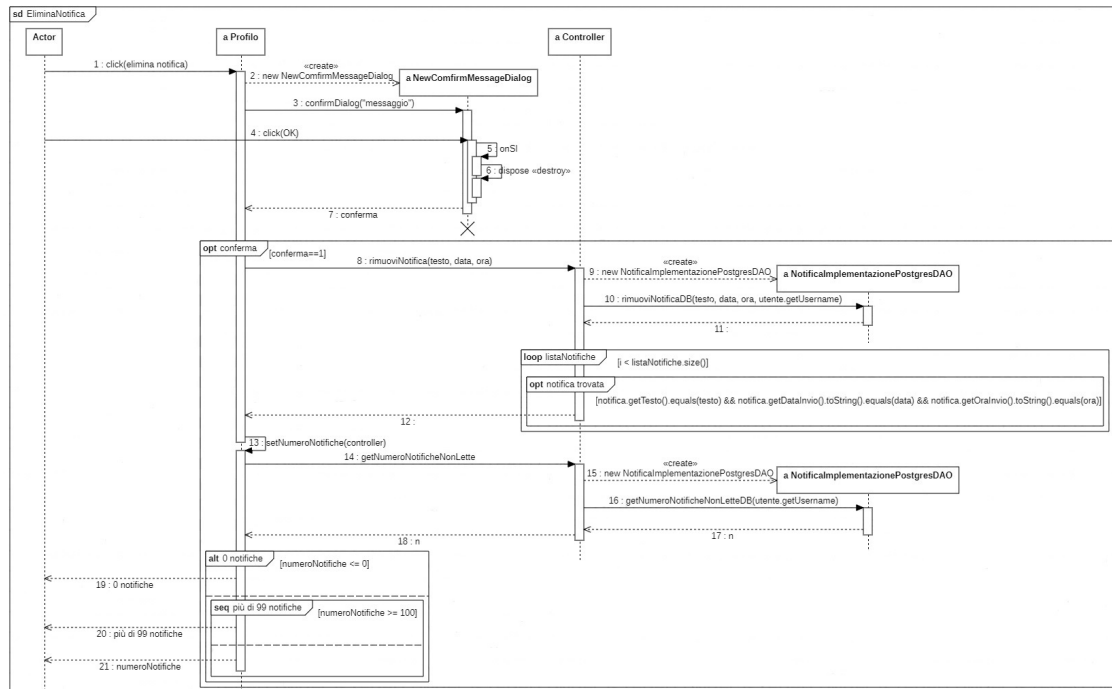 sd EliminaNotifica
Actor
a Profilo
a Controller
1 : click(elimina notifica)
«create»
2 : new NewComfirmMessageDialog
a NewComfirmMessageDialog
3 : confirmDialog("messaggio")
4 : click(OK)
5 : onSI
6 : dispose «destroy»
7 : conferma
opt conferma
[conferma==1]
8 : rimuoviNotifica(testo, data, ora)
«create»
9 : new NotificaImplementazionePostgresDAO
a NotificaImplementazionePostgresDAO
10 : rimuoviNotificaDB(testo, data, ora, utente.getUsername)
11 :
loop listaNotifiche
[i < listaNotifiche.size()]
opt notifica trovata
[notifica.getTesto().equals(testo) && notifica.getDataInvio().toString().equals(data) && notifica.getOraInvio().toString().equals(ora)]
12 :
13 : setNumeroNotifiche(controller)
14 : getNumeroNotificheNonLette
«create»
15 : new NotificaImplementazionePostgresDAO
a NotificaImplementazionePostgresDAO
16 : getNumeroNotificheNonLetteDB(utente.getUsername)
17 : n
18 : n
alt 0 notifiche
[numeroNotifiche <= 0]
19 : 0 notifiche
seq più di 99 notifiche
[numeroNotifiche >= 100]
20 : più di 99 notifiche
21 : numeroNotifiche